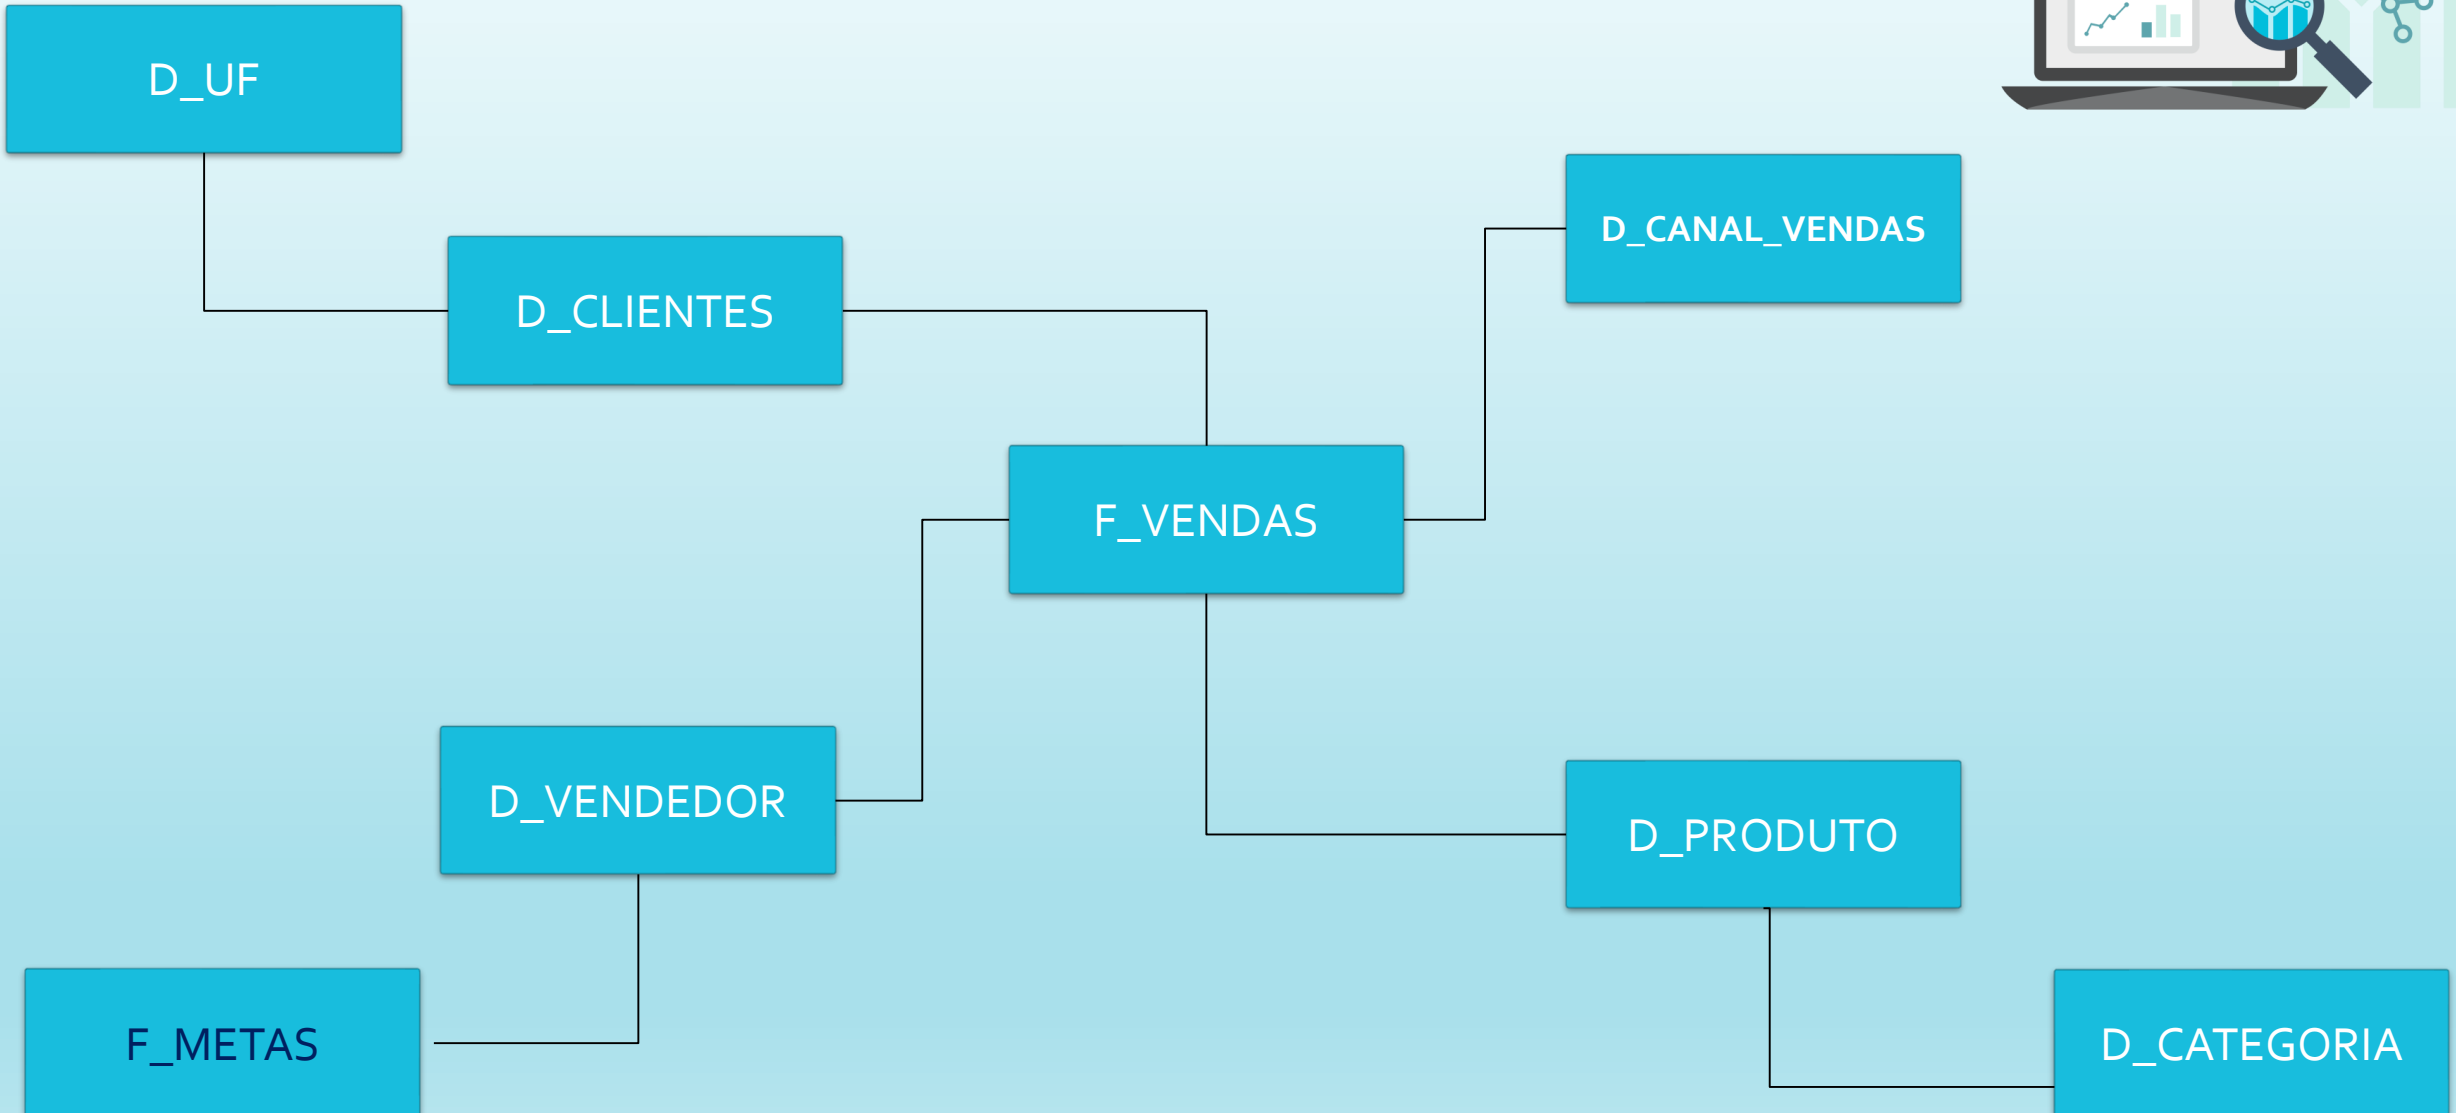 D_UF
D_CANAL_VENDAS
D_CLIENTES
F_VENDAS
D_VENDEDOR
D_PRODUTO
F_METAS
D_CATEGORIA